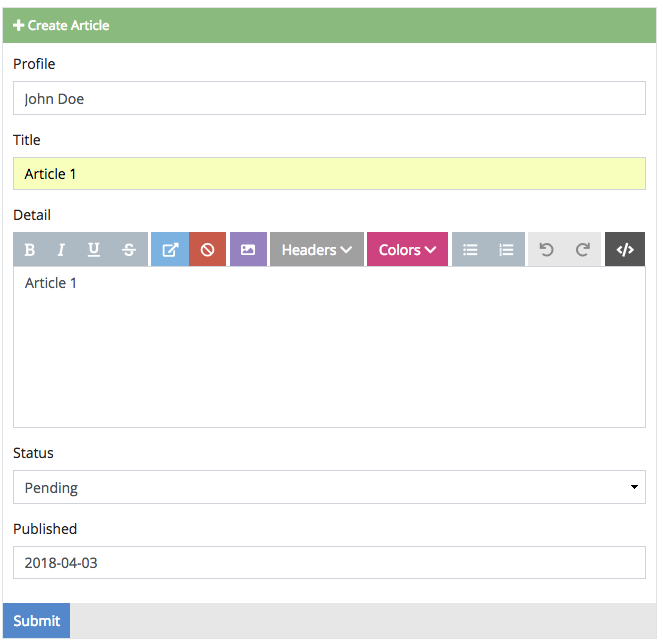 Create Article
Profile
John Doe
Title
Article 1
Detail
B I U S Headers Colors </>
Article 1
Status
Pending
Published
2018-04-03
Submit